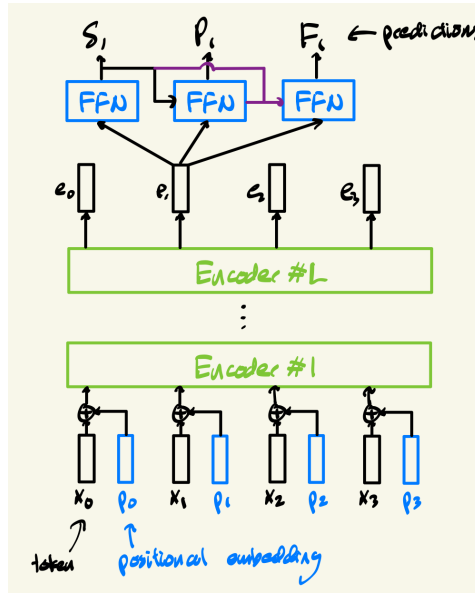 S₁ P₁ F₁ ← predictions
FFN FFN FFN
e₀ e₁ e₂ e₃
Encoder #L
...
Encoder #1
x₀ p₀ x₁ p₁ x₂ p₂ x₃ p₃
token positional embedding